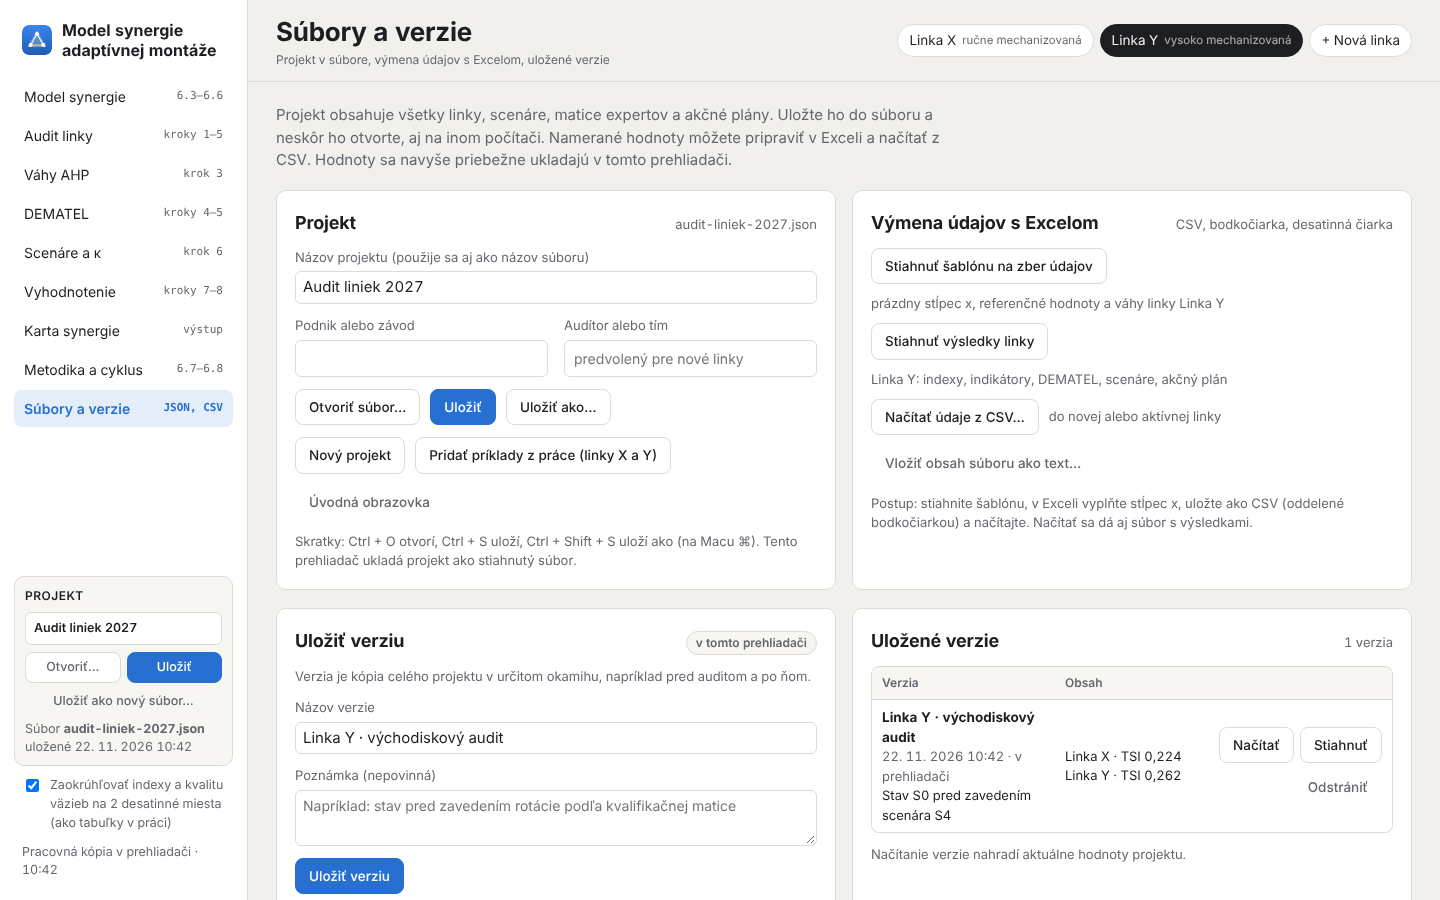 Model synergie
adaptívnej montáže
Model synergie 6.3–6.6
Audit linky kroky 1–5
Váhy AHP krok 3
DEMATEL kroky 4–5
Scenáre a κ krok 6
Vyhodnotenie kroky 7–8
Karta synergie výstup
Metodika a cyklus 6.7–6.8
Súbory a verzie JSON, CSV
PROJEKT
Audit liniek 2027
Otvoriť... Uložiť
Uložiť ako nový súbor...
Súbor audit-liniek-2027.json
uložené 22. 11. 2026 10:42
Zaokrúhľovať indexy a kvalitu
väzieb na 2 desatinné miesta
(ako tabuľky v práci)
Pracovná kópia v prehliadači ·
10:42
Súbory a verzie
Projekt v súbore, výmena údajov s Excelom, uložené verzie
Linka X ručne mechanizovaná
Linka Y vysoko mechanizovaná
+ Nová linka
Projekt obsahuje všetky linky, scenáre, matice expertov a akčné plány. Uložte ho do súboru a
neskôr ho otvorte, aj na inom počítači. Namerané hodnoty môžete pripraviť v Exceli a načítať z
CSV. Hodnoty sa navyše priebežne ukladajú v tomto prehliadači.
Projekt audit-liniek-2027.json
Názov projektu (použije sa aj ako názov súboru)
Audit liniek 2027
Podnik alebo závod Audítor alebo tím
predvolený pre nové linky
Otvoriť súbor... Uložiť Uložiť ako...
Nový projekt Pridať príklady z práce (linky X a Y)
Úvodná obrazovka
Skratky: Ctrl + O otvorí, Ctrl + S uloží, Ctrl + Shift + S uloží ako (na Macu ⌘). Tento
prehliadač ukladá projekt ako stiahnutý súbor.
Výmena údajov s Excelom CSV, bodkočiarka, desatinná čiarka
Stiahnuť šablónu na zber údajov
prázdny stĺpec x, referenčné hodnoty a váhy linky Linka Y
Stiahnuť výsledky linky
Linka Y: indexy, indikátory, DEMATEL, scenáre, akčný plán
Načítať údaje z CSV... do novej alebo aktívnej linky
Vložiť obsah súboru ako text...
Postup: stiahnite šablónu, v Exceli vyplňte stĺpec x, uložte ako CSV (oddelené
bodkočiarkou) a načítajte. Načítať sa dá aj súbor s výsledkami.
Uložiť verziu v tomto prehliadači
Verzia je kópia celého projektu v určitom okamihu, napríklad pred auditom a po ňom.
Názov verzie
Linka Y · východiskový audit
Poznámka (nepovinná)
Napríklad: stav pred zavedením rotácie podľa kvalifikačnej matice
Uložiť verziu
Uložené verzie 1 verzia
Verzia Obsah
Linka Y · východiskový
audit
22. 11. 2026 10:42 · v
prehliadači
Stav S0 pred zavedením
scenára S4
Linka X · TSI 0,224
Linka Y · TSI 0,262
Načítať Stiahnuť
Odstrániť
Načítanie verzie nahradí aktuálne hodnoty projektu.